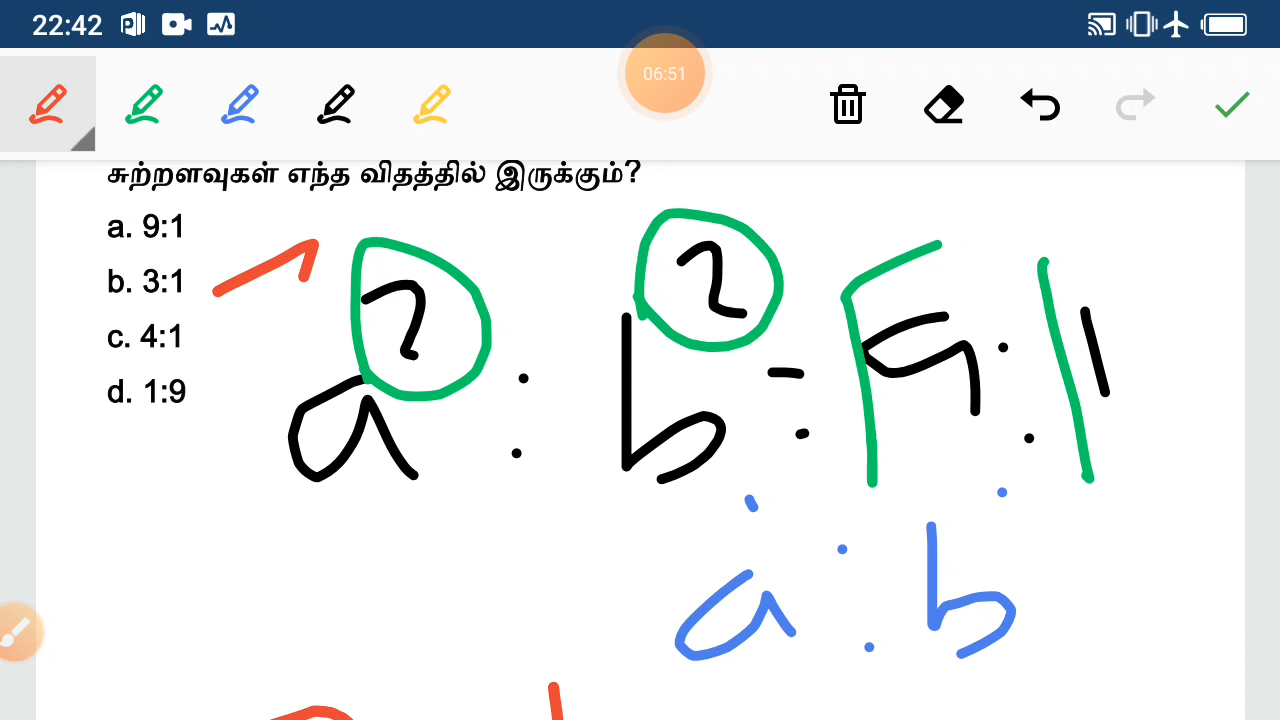 22:42
06:51
சுற்றளவுகள் எந்த விதத்தில் இருக்கும்?
a. 9:1
b. 3:1
c. 4:1
d. 1:9
a² : b² = 9 : 1
a : b